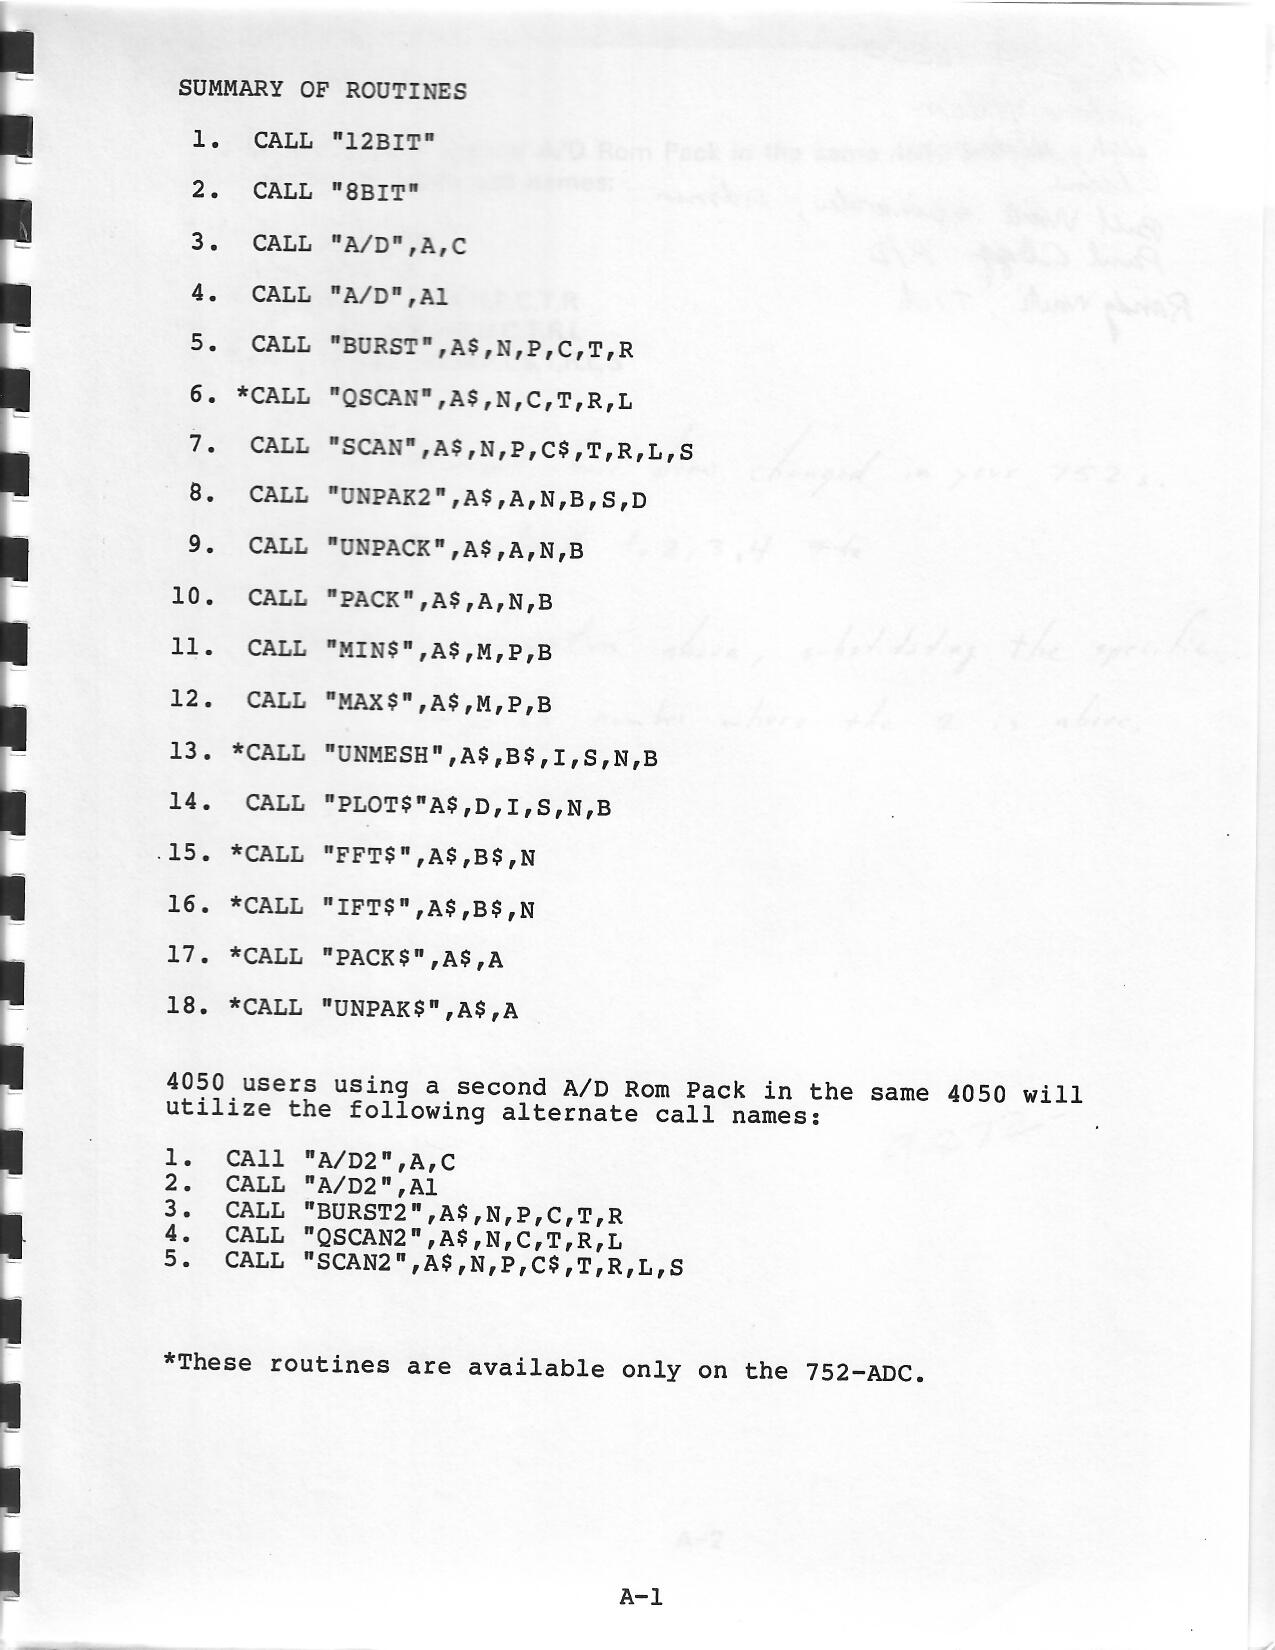 SUMMARY OF ROUTINES
1. CALL "12BIT"
2. CALL "8BIT"
3. CALL "A/D",A,C
4. CALL "A/D",A1
5. CALL "BURST",A$,N,P,C,T,R
6. *CALL "QSCAN",A$,N,C,T,R,L
7. CALL "SCAN",A$,N,P,C$,T,R,L,S
8. CALL "UNPAK2",A$,A,N,B,S,D
9. CALL "UNPACK",A$,A,N,B
10. CALL "PACK",A$,A,N,B
11. CALL "MIN$",A$,M,P,B
12. CALL "MAX$",A$,M,P,B
13. *CALL "UNMESH",A$,B$,I,S,N,B
14. CALL "PLOT$"A$,D,I,S,N,B
15. *CALL "FFT$",A$,B$,N
16. *CALL "IFT$",A$,B$,N
17. *CALL "PACK$",A$,A
18. *CALL "UNPAK$",A$,A
4050 users using a second A/D Rom Pack in the same 4050 will
utilize the following alternate call names:
1. CAll "A/D2",A,C
2. CALL "A/D2",A1
3. CALL "BURST2",A$,N,P,C,T,R
4. CALL "QSCAN2",A$,N,C,T,R,L
5. CALL "SCAN2",A$,N,P,C$,T,R,L,S
*These routines are available only on the 752-ADC.
A-1